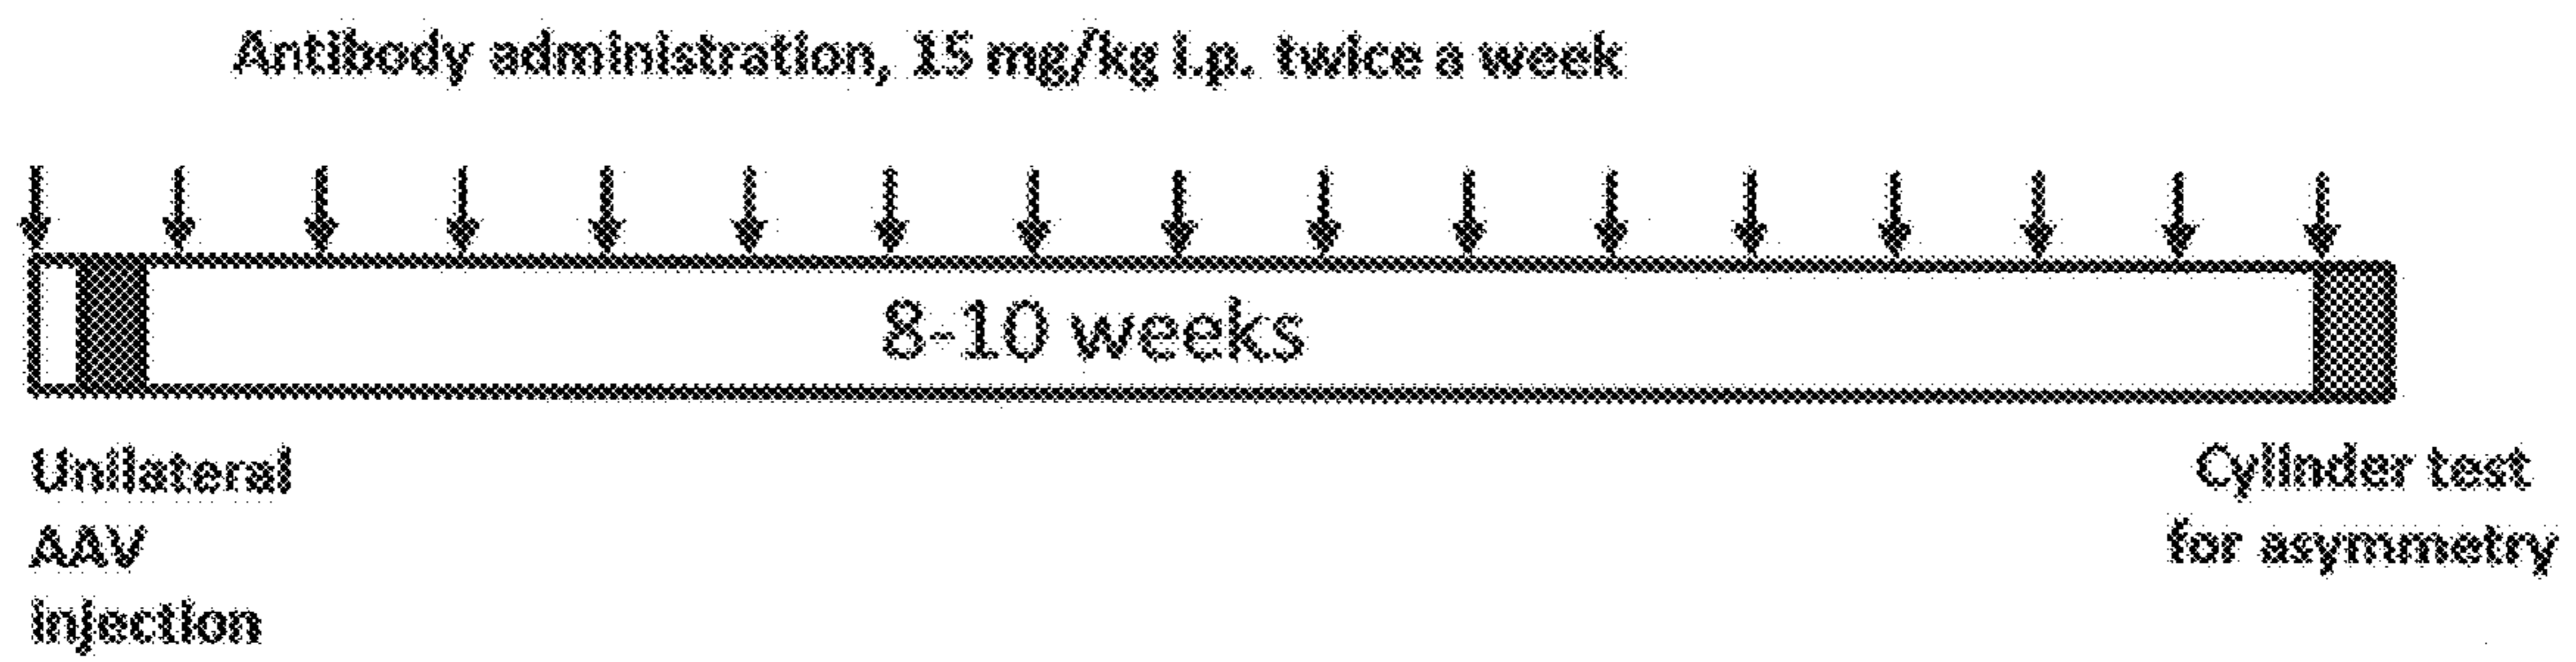 Antibody administration, 15 mg/kg i.p. twice a week
8-10 weeks
Unilateral
AAV
injection
Cylinder test
for asymmetry